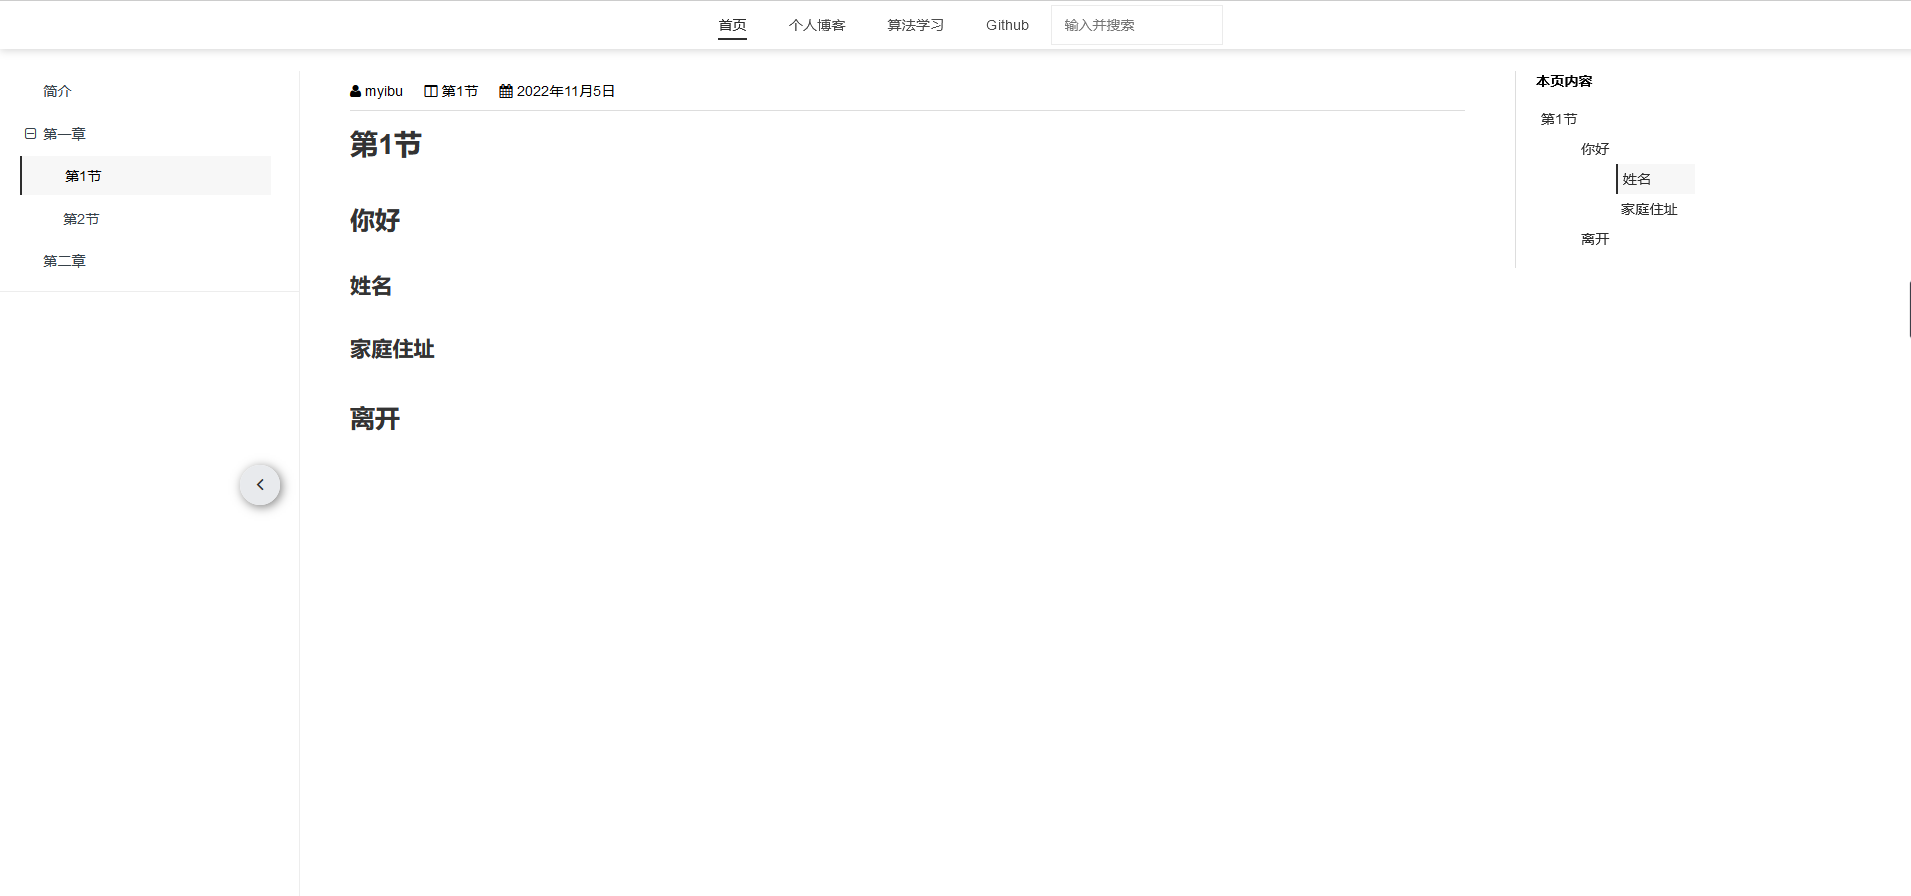 首页 个人博客 算法学习 Github 输入并搜索
简介
第一章
第1节
第2节
第二章
myibu 第1节 2022年11月5日
第1节
你好
姓名
家庭住址
离开
本页内容
第1节
你好
姓名
家庭住址
离开